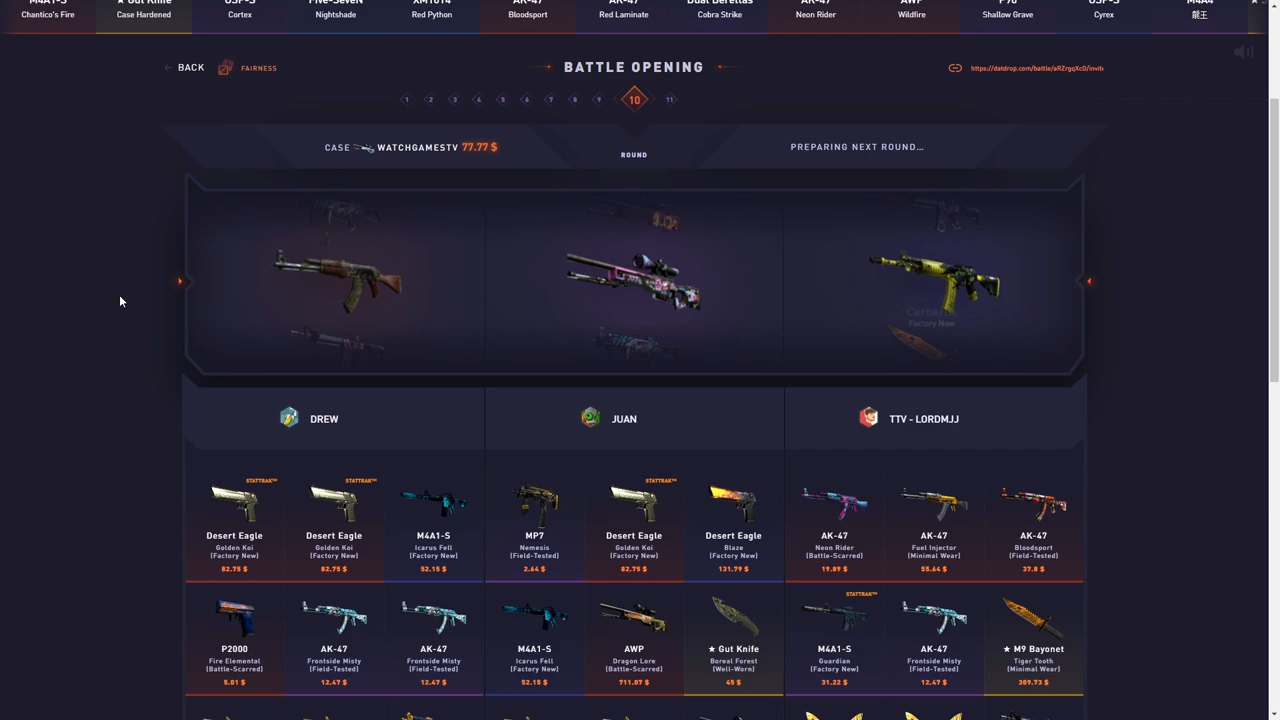 M4A1-S
★ Gut Knife
USP-S
Five-SeveN
XM1014
AK-47
AK-47
Dual Berettas
AK-47
AWP
P90
USP-S
M4A4
Chantico's Fire
Case Hardened
Cortex
Nightshade
Red Python
Bloodsport
Red Laminate
Cobra Strike
Neon Rider
Wildfire
Shallow Grave
Cyrex
龍王
← BACK
FAIRNESS
BATTLE OPENING
https://datdrop.com/battle/aRZrgqXcO/invite
1 2 3 4 5 6 7 8 9 10 11
CASE WATCHGAMESTV 77.77 $
ROUND
PREPARING NEXT ROUND...
Cerberus
Factory New
DREW
JUAN
TTV - LORDMJJ
STATTRAK™
STATTRAK™
STATTRAK™
Desert Eagle
Desert Eagle
M4A1-S
MP7
Desert Eagle
Desert Eagle
AK-47
AK-47
AK-47
Golden Koi
Golden Koi
Icarus Fell
Nemesis
Golden Koi
Blaze
Neon Rider
Fuel Injector
Bloodsport
(Factory New)
(Factory New)
(Factory New)
(Field-Tested)
(Factory New)
(Factory New)
(Battle-Scarred)
(Minimal Wear)
(Field-Tested)
82.75 $
82.75 $
52.15 $
2.64 $
82.75 $
131.79 $
19.89 $
55.64 $
37.8 $
STATTRAK™
P2000
AK-47
AK-47
M4A1-S
AWP
★ Gut Knife
M4A1-S
AK-47
★ M9 Bayonet
Fire Elemental
Frontside Misty
Frontside Misty
Icarus Fell
Dragon Lore
Boreal Forest
Guardian
Frontside Misty
Tiger Tooth
(Battle-Scarred)
(Field-Tested)
(Field-Tested)
(Factory New)
(Battle-Scarred)
(Well-Worn)
(Factory New)
(Field-Tested)
(Minimal Wear)
5.01 $
12.47 $
12.47 $
52.15 $
711.07 $
45 $
31.22 $
12.47 $
309.73 $